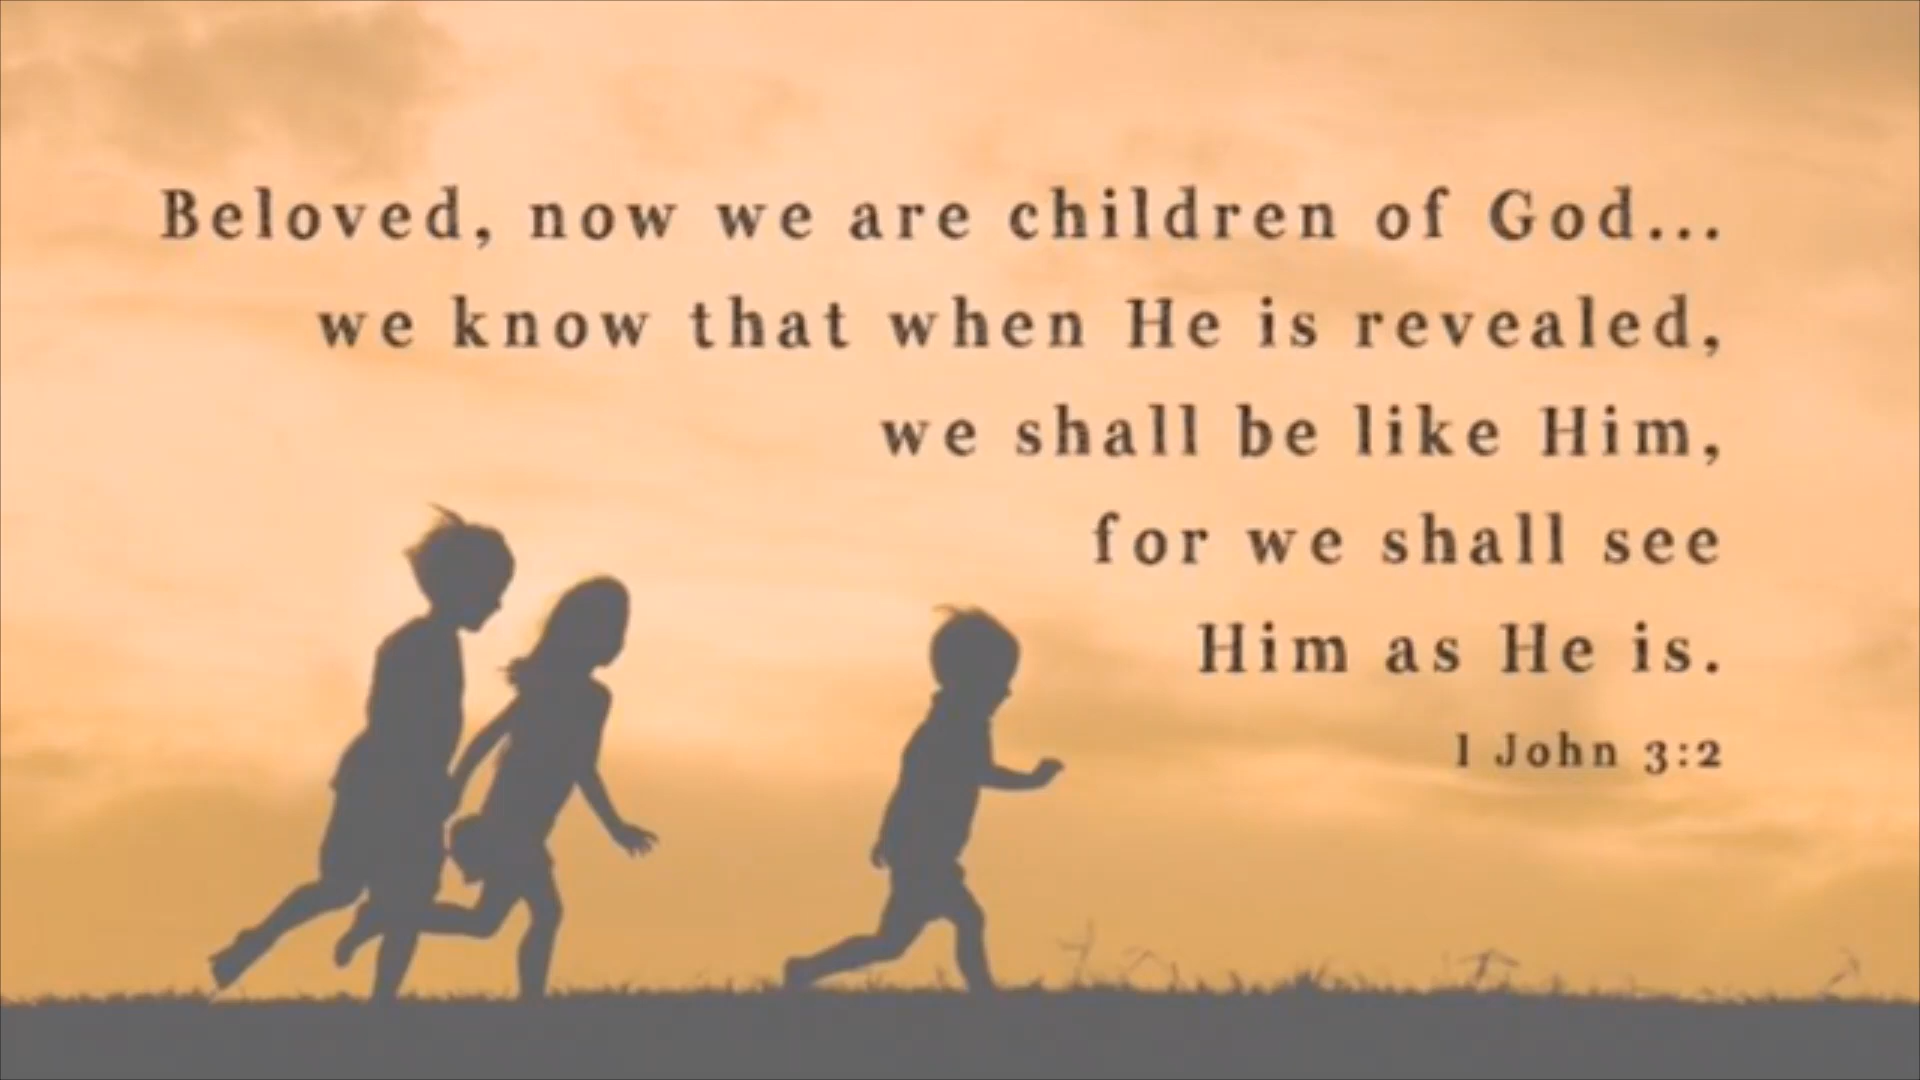 Beloved, now we are children of God...
we know that when He is revealed,
we shall be like Him,
for we shall see
Him as He is.
1 John 3:2